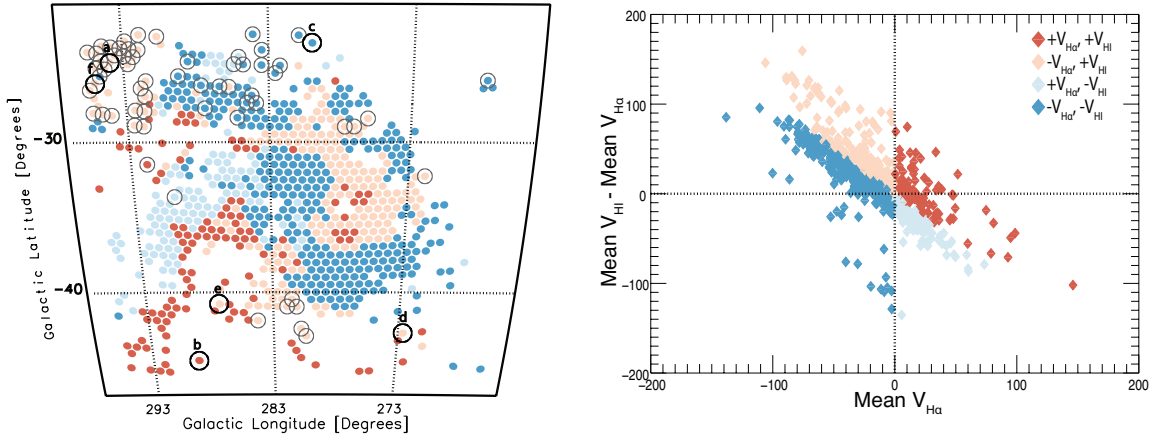 a
f
c
-30
-40
e
d
b
293
283
273
Galactic Latitude [Degrees]
Galactic Longitude [Degrees]
200
100
0
−100
−200
−200
−100
0
100
200
Mean V_HI - Mean V_Hα
Mean V_Hα
+V_Hα, +V_HI
-V_Hα, +V_HI
+V_Hα, -V_HI
-V_Hα, -V_HI